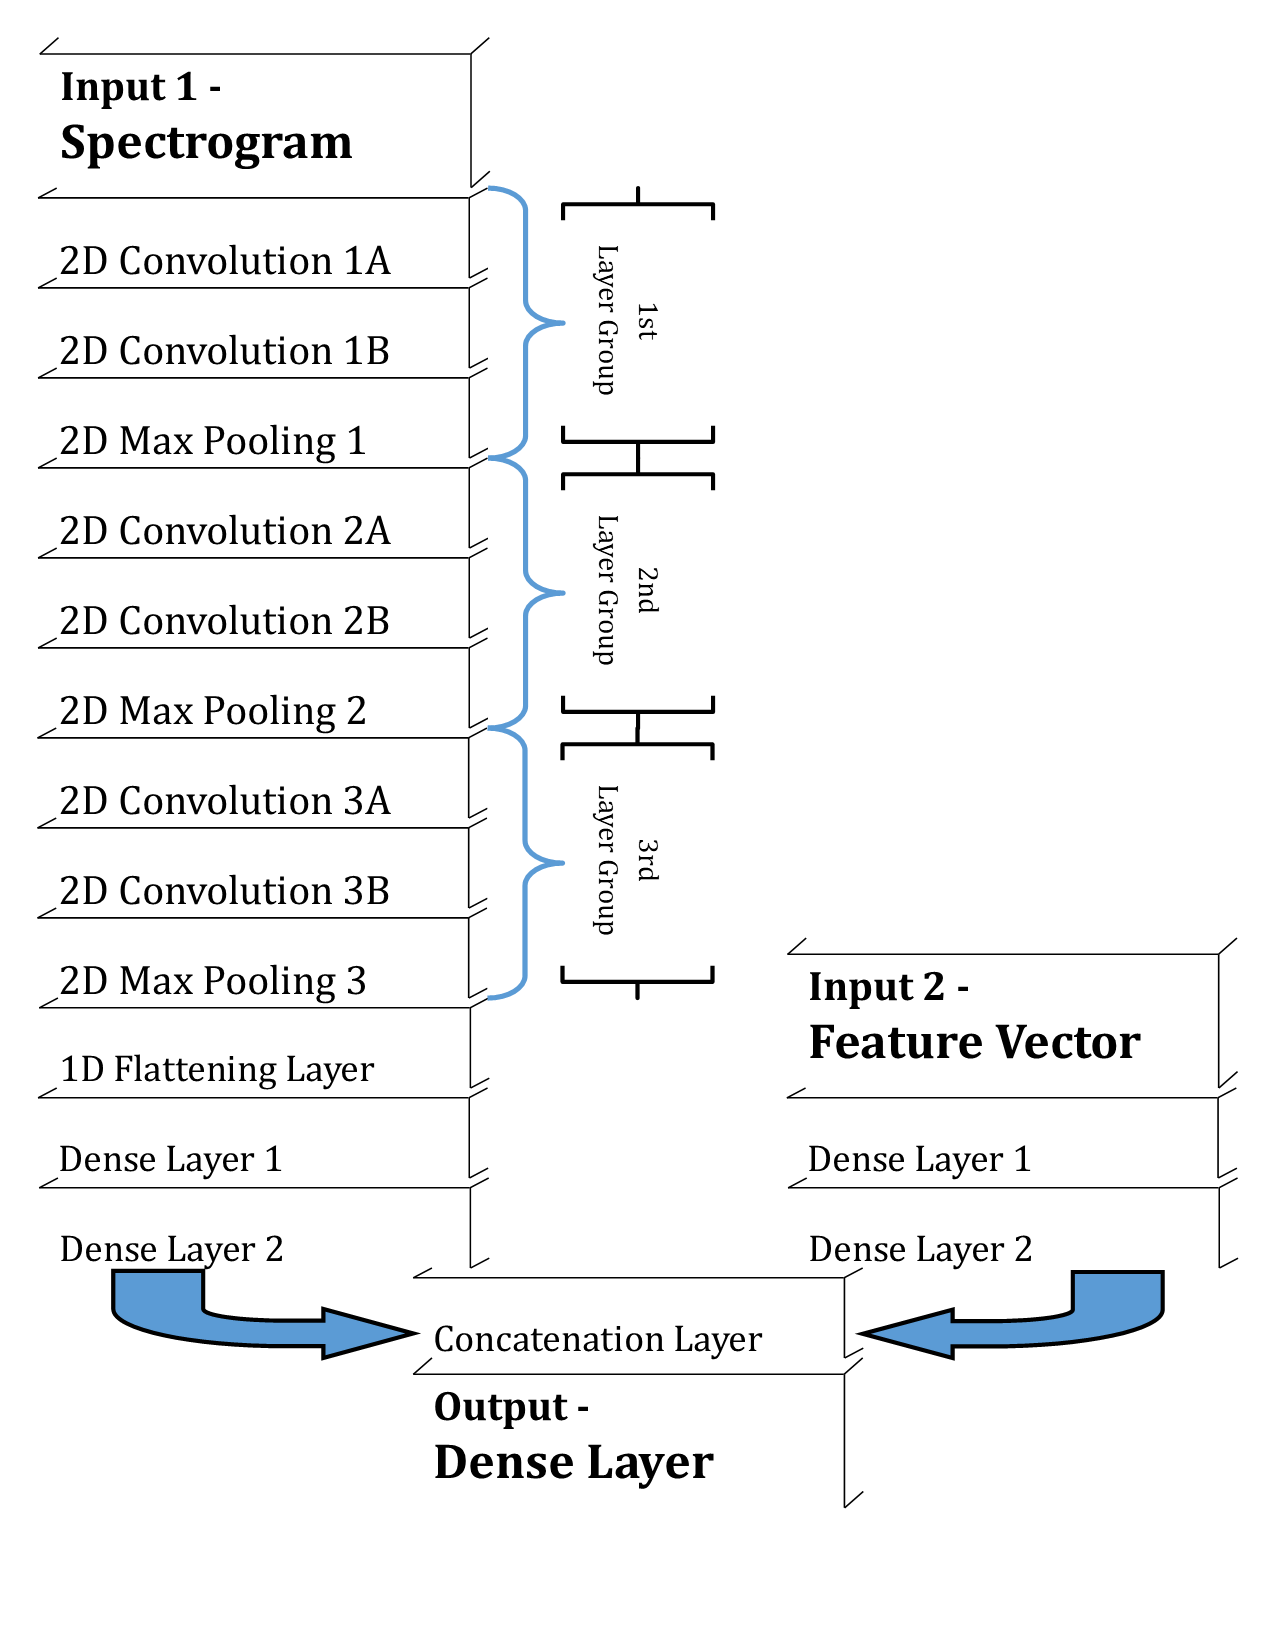 Input 1 -
Spectrogram
2D Convolution 1A
2D Convolution 1B
2D Max Pooling 1
2D Convolution 2A
2D Convolution 2B
2D Max Pooling 2
2D Convolution 3A
2D Convolution 3B
2D Max Pooling 3
1D Flattening Layer
Dense Layer 1
Dense Layer 2
1st
Layer Group
2nd
Layer Group
3rd
Layer Group
Input 2 -
Feature Vector
Dense Layer 1
Dense Layer 2
Concatenation Layer
Output -
Dense Layer